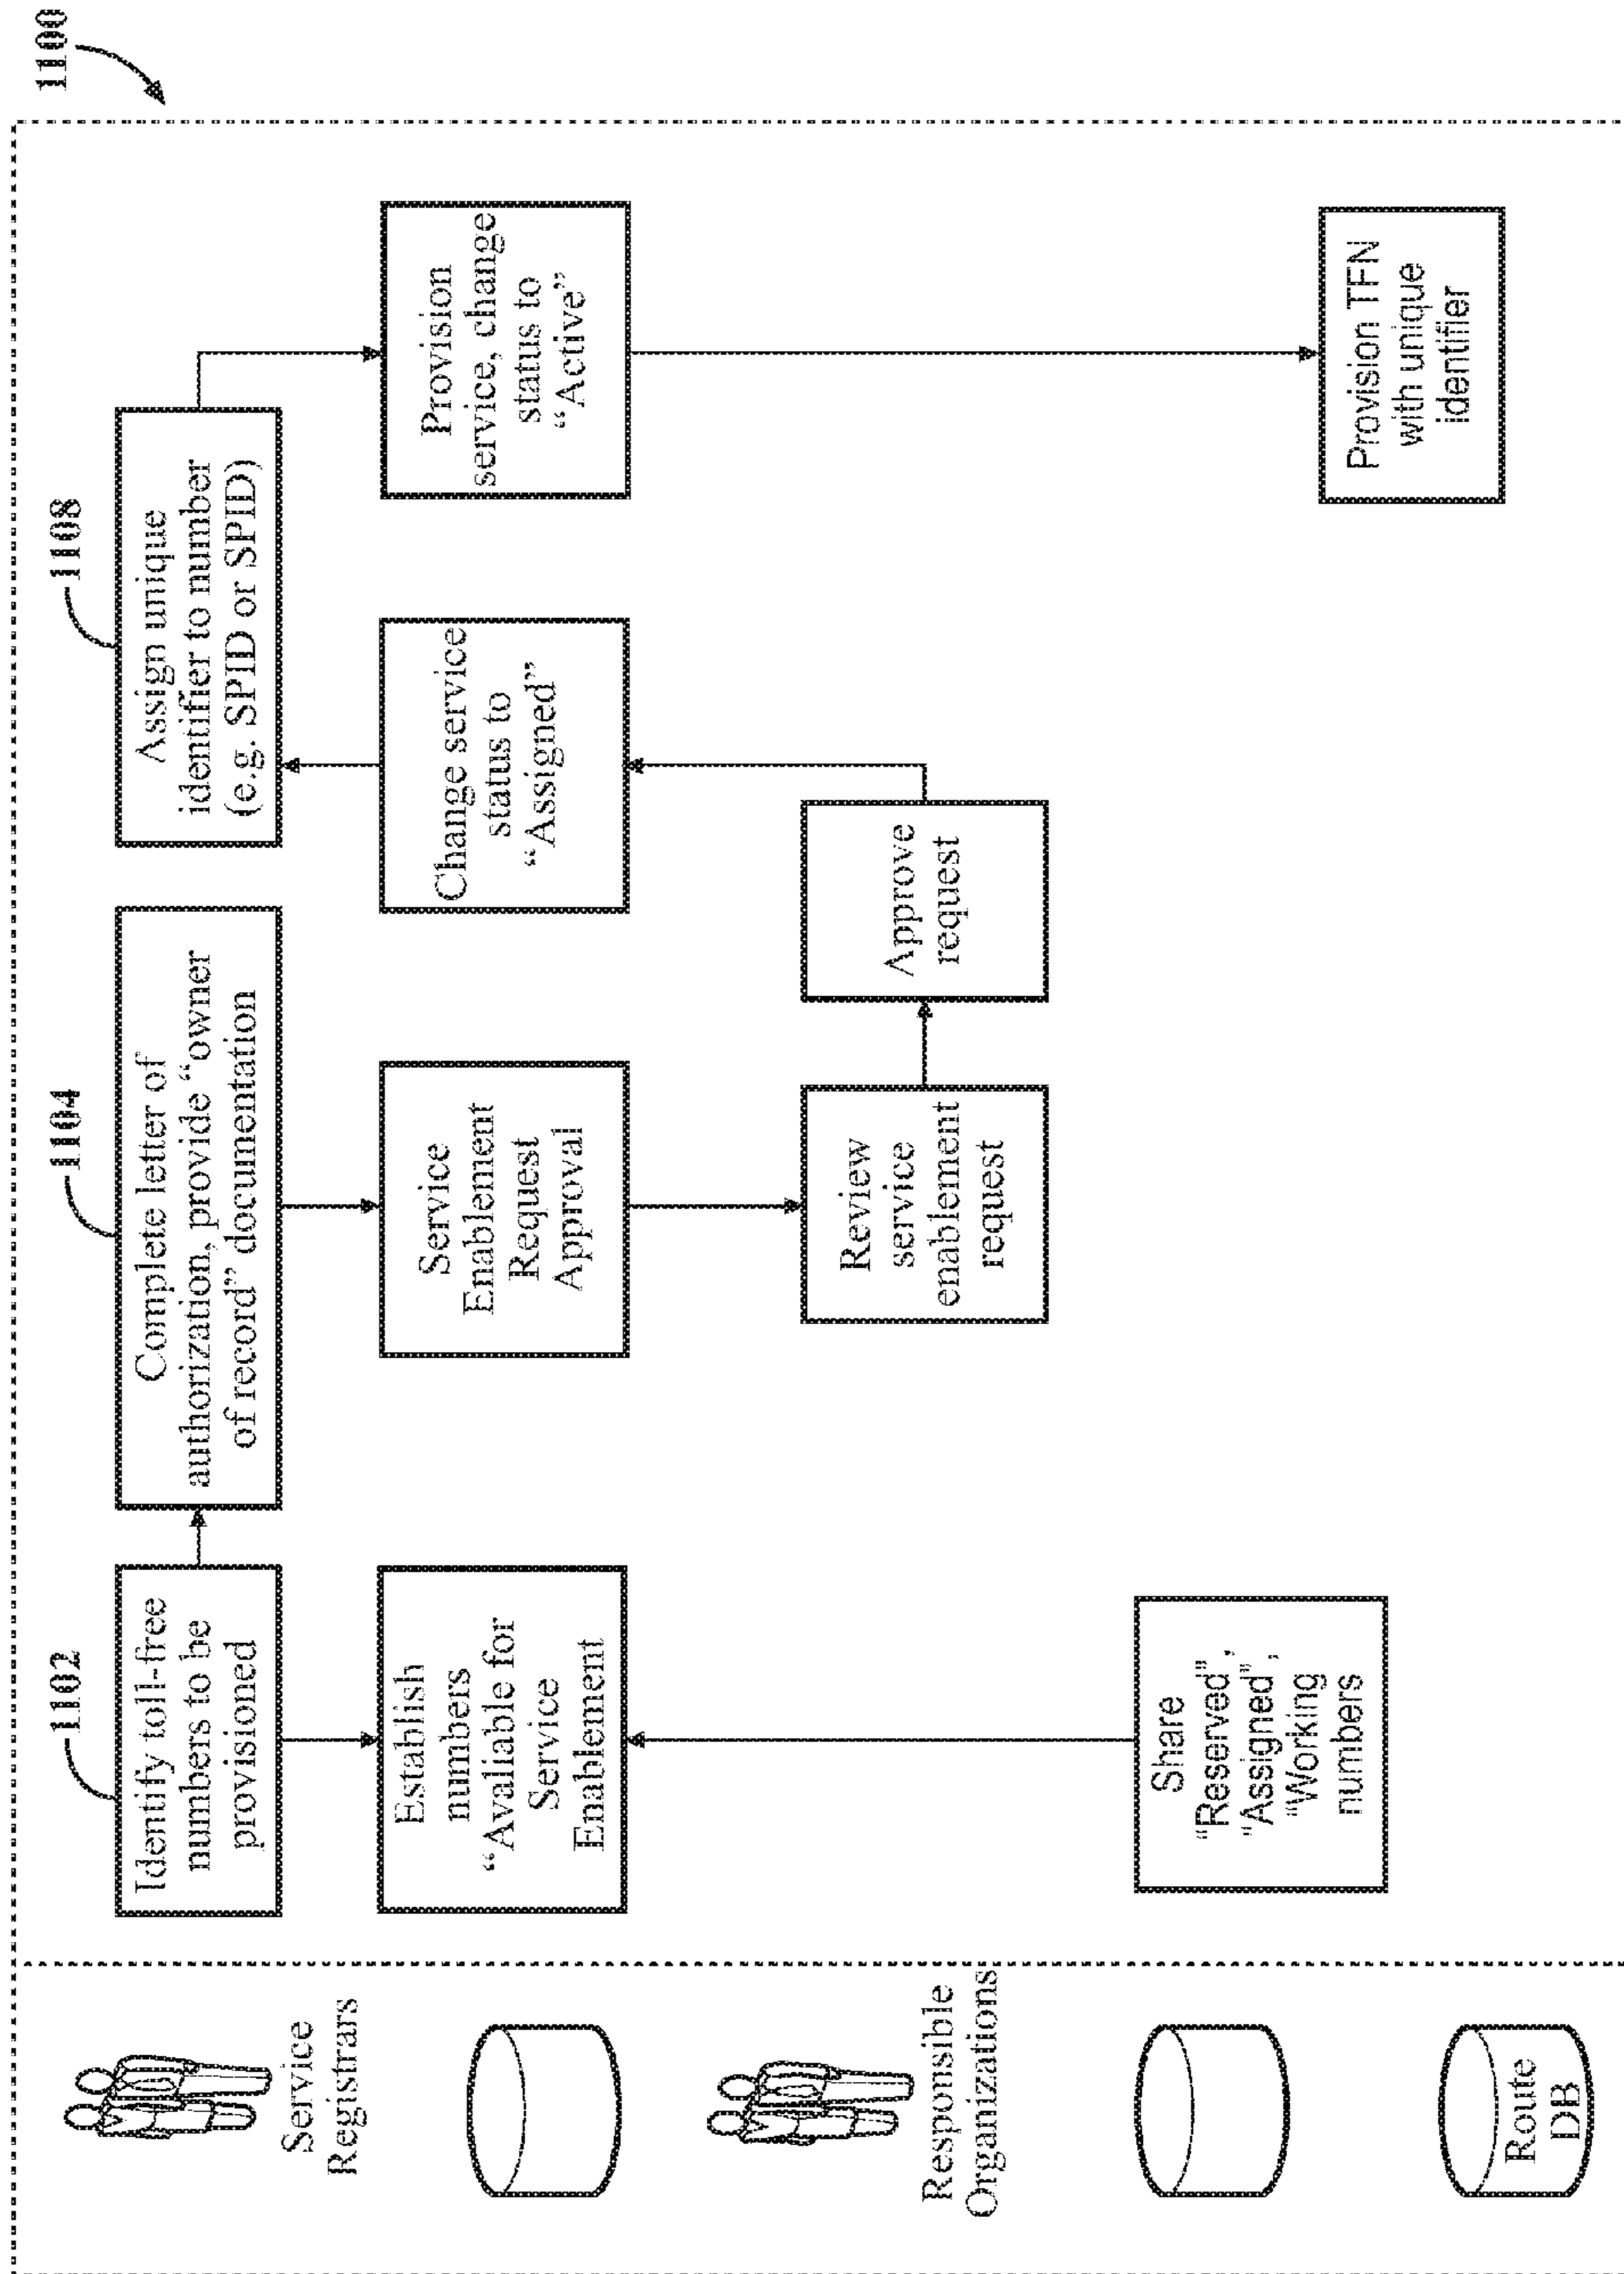 1100
1102
1104
1108
Service
Registrars
Identify toll-free
numbers to be
provisioned
Complete letter of
authorization, provide “owner
of record” documentation
Assign unique
identifier to number
(e.g. SPID or SPID)
Establish
numbers
“Available for
Service
Enablement
Service
Enablement
Request
Approval
Change service
status to
“Assigned”
Provision
service, change
status to
“Active”
Responsible
Organizations
Review
service
enablement
request
Approve
request
Share
"Reserved",
"Assigned",
"Working
numbers
Route
DB
Provision TFN
with unique
identifier